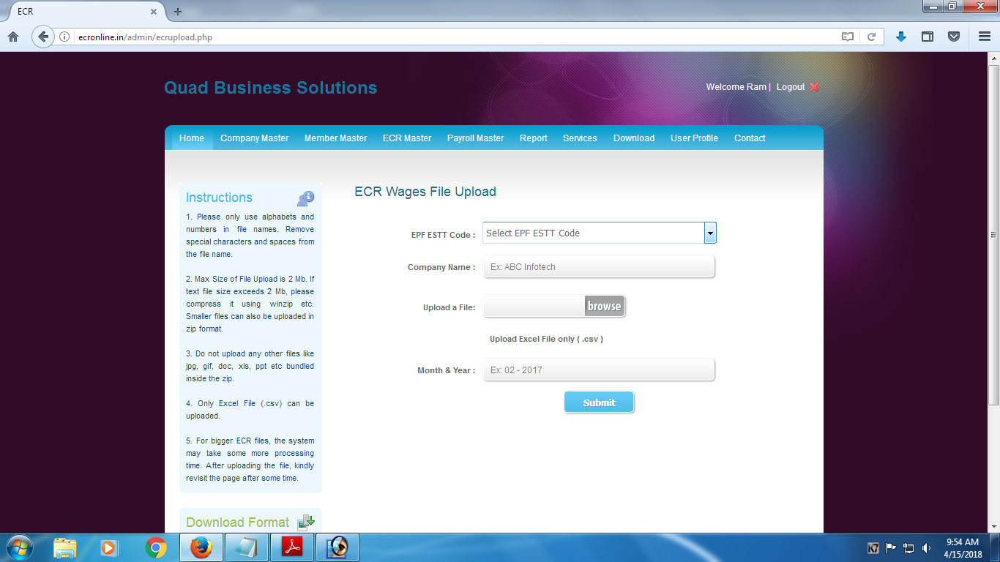 ECR
ecronline.in/admin/ecrupload.php
Quad Business Solutions
Welcome Ram | Logout
Home Company Master Member Master ECR Master Payroll Master Report Services Download User Profile Contact
Instructions
1. Please only use alphabets and
numbers in file names. Remove
special characters and spaces from
the file name.
2. Max Size of File Upload is 2 Mb. If
text file size exceeds 2 Mb, please
compress it using winzip etc.
Smaller files can also be uploaded in
zip format.
3. Do not upload any other files like
jpg, gif, doc, xls, ppt etc bundled
inside the zip.
4. Only Excel File (.csv) can be
uploaded.
5. For bigger ECR files, the system
may take some more processing
time. After uploading the file, kindly
revisit the page after some time.
Download Format
ECR Wages File Upload
EPF ESTT Code : Select EPF ESTT Code
Company Name : Ex: ABC Infotech
Upload a File: browse
Upload Excel File only ( .csv )
Month & Year : Ex: 02 - 2017
Submit
K7
9:54 AM
4/15/2018